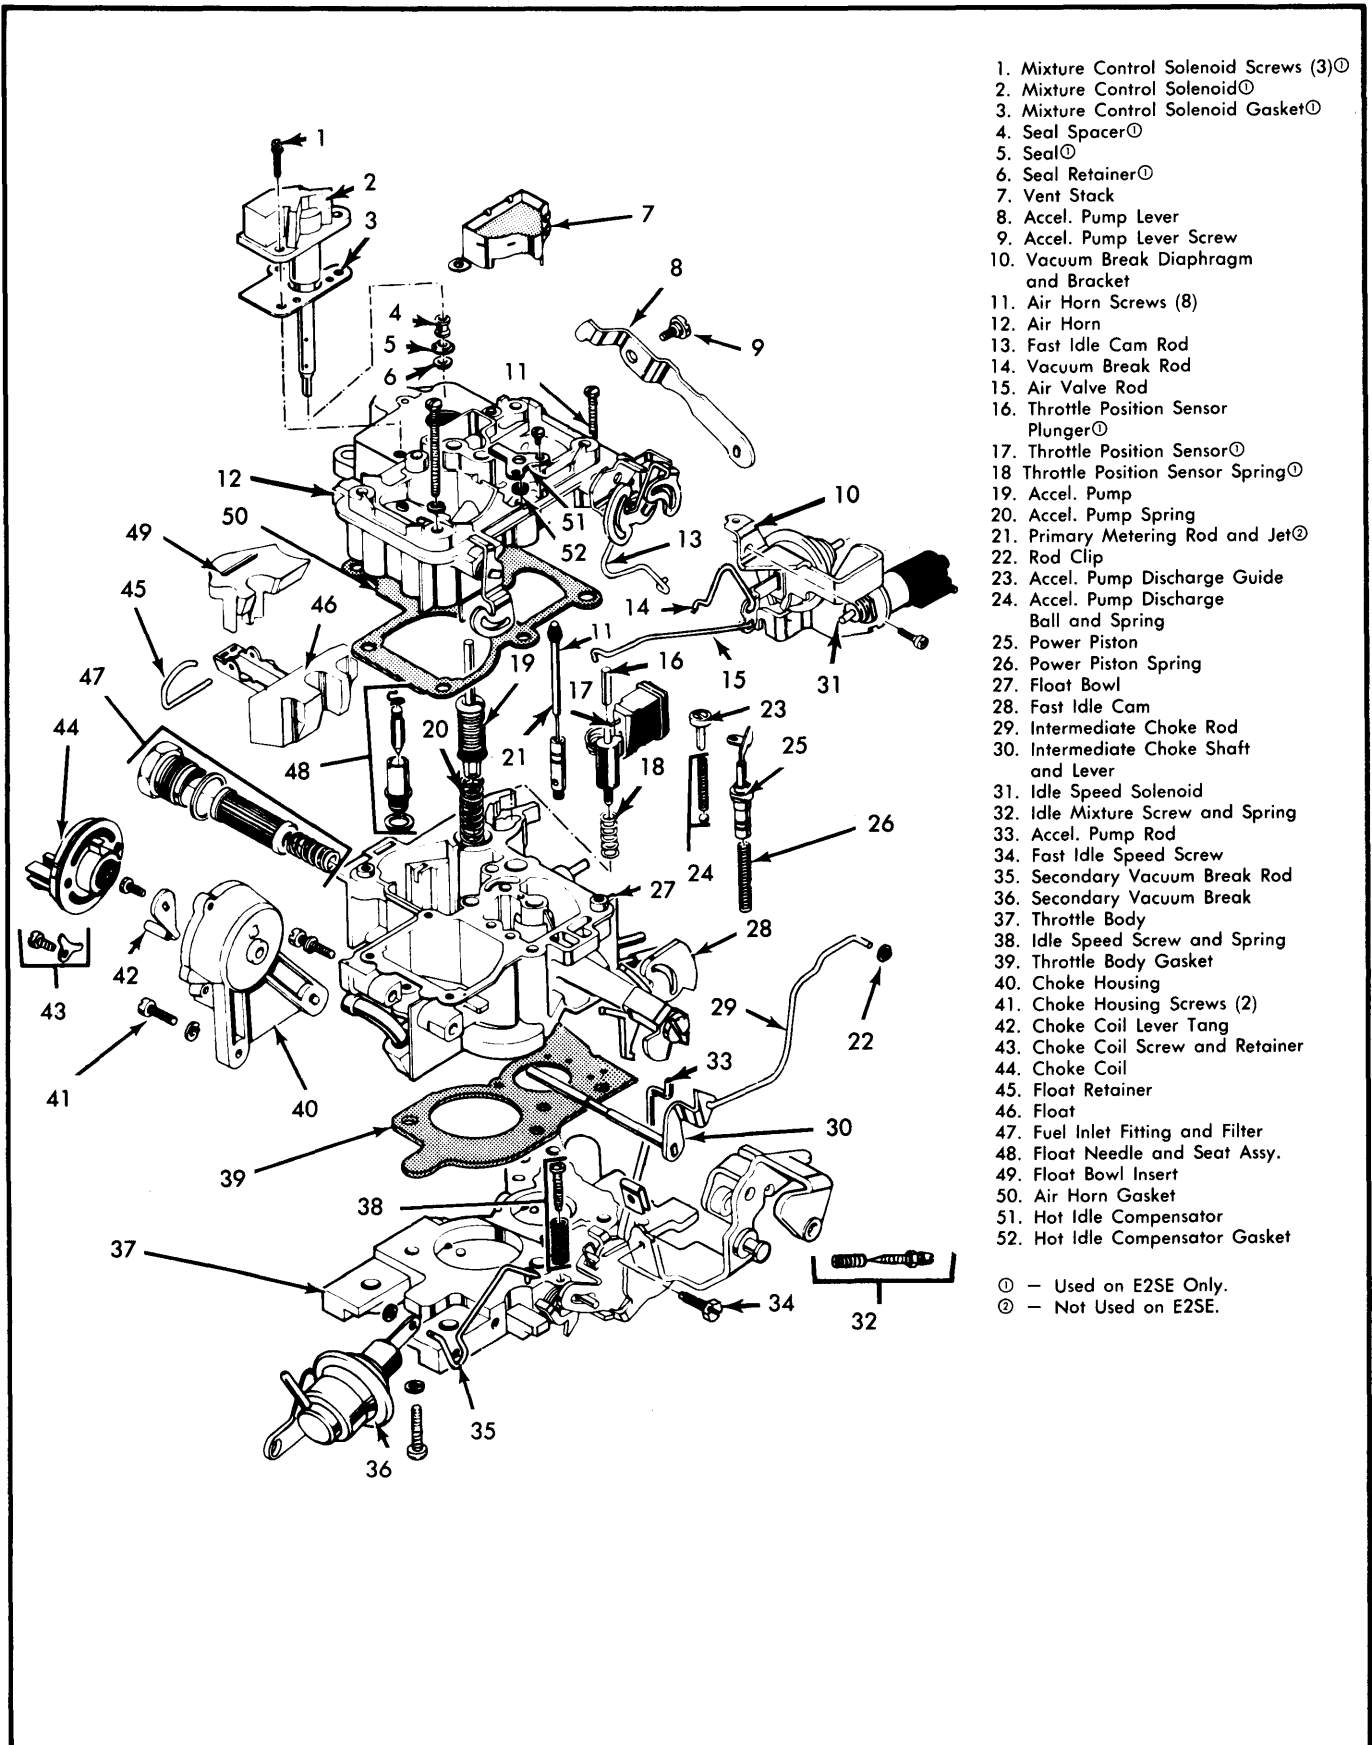 1. Mixture Control Solenoid Screws (3)①
2. Mixture Control Solenoid①
3. Mixture Control Solenoid Gasket①
4. Seal Spacer①
5. Seal①
6. Seal Retainer①
7. Vent Stack
8. Accel. Pump Lever
9. Accel. Pump Lever Screw
10. Vacuum Break Diaphragm
and Bracket
11. Air Horn Screws (8)
12. Air Horn
13. Fast Idle Cam Rod
14. Vacuum Break Rod
15. Air Valve Rod
16. Throttle Position Sensor
Plunger①
17. Throttle Position Sensor①
18 Throttle Position Sensor Spring①
19. Accel. Pump
20. Accel. Pump Spring
21. Primary Metering Rod and Jet②
22. Rod Clip
23. Accel. Pump Discharge Guide
24. Accel. Pump Discharge
Ball and Spring
25. Power Piston
26. Power Piston Spring
27. Float Bowl
28. Fast Idle Cam
29. Intermediate Choke Rod
30. Intermediate Choke Shaft
and Lever
31. Idle Speed Solenoid
32. Idle Mixture Screw and Spring
33. Accel. Pump Rod
34. Fast Idle Speed Screw
35. Secondary Vacuum Break Rod
36. Secondary Vacuum Break
37. Throttle Body
38. Idle Speed Screw and Spring
39. Throttle Body Gasket
40. Choke Housing
41. Choke Housing Screws (2)
42. Choke Coil Lever Tang
43. Choke Coil Screw and Retainer
44. Choke Coil
45. Float Retainer
46. Float
47. Fuel Inlet Fitting and Filter
48. Float Needle and Seat Assy.
49. Float Bowl Insert
50. Air Horn Gasket
51. Hot Idle Compensator
52. Hot Idle Compensator Gasket
① – Used on E2SE Only.
② – Not Used on E2SE.
1
2
3
7
8
4
5
9
6
11
12
10
50
51
49
52
13
45
46
14
11
16
15
31
47
19
17
23
44
20
21
25
48
18
26
24
27
28
43
42
29
22
33
41
40
30
39
38
37
34
32
35
36